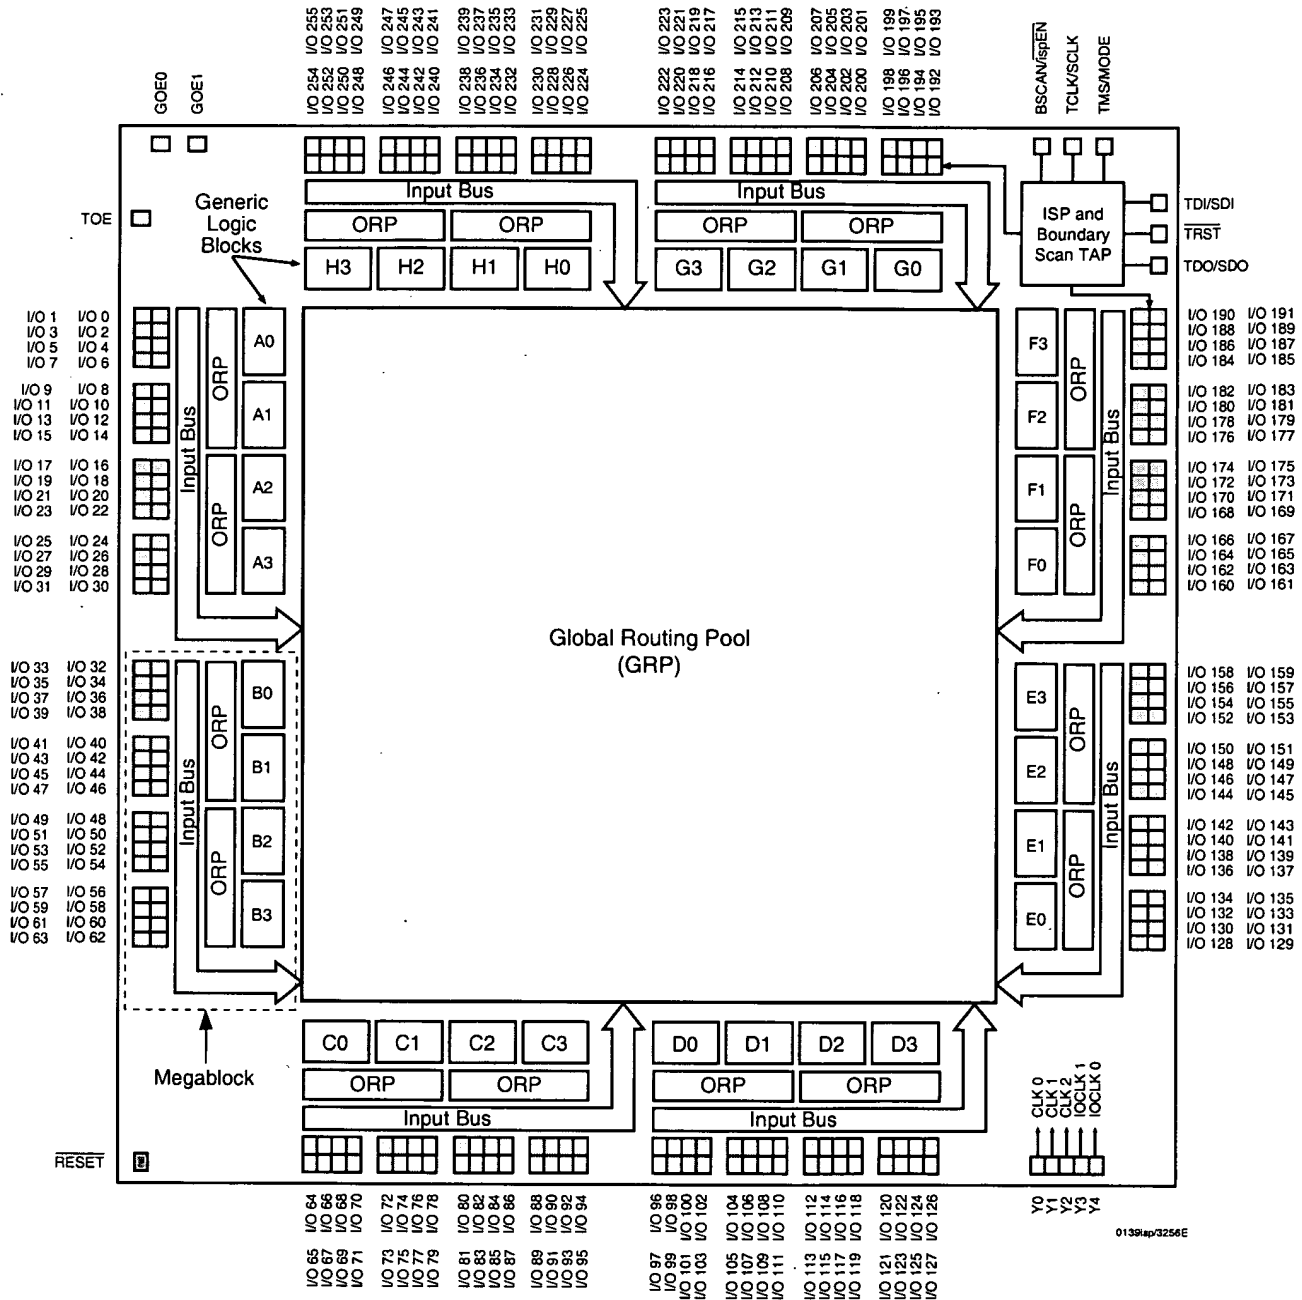 I/O 255 I/O 253 I/O 251 I/O 249
I/O 247 I/O 245 I/O 243 I/O 241
I/O 239 I/O 237 I/O 235 I/O 233
I/O 231 I/O 229 I/O 227 I/O 225
I/O 223 I/O 221 I/O 219 I/O 217
I/O 215 I/O 213 I/O 211 I/O 209
I/O 207 I/O 205 I/O 203 I/O 201
I/O 199 I/O 197 I/O 195 I/O 193
I/O 254 I/O 252 I/O 250 I/O 248
I/O 246 I/O 244 I/O 242 I/O 240
I/O 238 I/O 236 I/O 234 I/O 232
I/O 230 I/O 228 I/O 226 I/O 224
I/O 222 I/O 220 I/O 218 I/O 216
I/O 214 I/O 212 I/O 210 I/O 208
I/O 206 I/O 204 I/O 202 I/O 200
I/O 198 I/O 196 I/O 194 I/O 192
GOE0
GOE1
BSCAN/ispEN
TCLK/SCLK
TMS/MODE
TOE
Generic
Logic
Blocks
Input Bus
ORP
ORP
H3 H2 H1 H0
Input Bus
ORP
ORP
G3 G2 G1 G0
ISP and
Boundary
Scan TAP
TDI/SDI
TRST
TDO/SDO
I/O 1 I/O 0
I/O 3 I/O 2
I/O 5 I/O 4
I/O 7 I/O 6
I/O 9 I/O 8
I/O 11 I/O 10
I/O 13 I/O 12
I/O 15 I/O 14
I/O 17 I/O 16
I/O 19 I/O 18
I/O 21 I/O 20
I/O 23 I/O 22
I/O 25 I/O 24
I/O 27 I/O 26
I/O 29 I/O 28
I/O 31 I/O 30
Input Bus
ORP
ORP
A0
A1
A2
A3
I/O 33 I/O 32
I/O 35 I/O 34
I/O 37 I/O 36
I/O 39 I/O 38
I/O 41 I/O 40
I/O 43 I/O 42
I/O 45 I/O 44
I/O 47 I/O 46
I/O 49 I/O 48
I/O 51 I/O 50
I/O 53 I/O 52
I/O 55 I/O 54
I/O 57 I/O 56
I/O 59 I/O 58
I/O 61 I/O 60
I/O 63 I/O 62
Input Bus
ORP
ORP
B0
B1
B2
B3
Global Routing Pool
(GRP)
F3
F2
F1
F0
ORP
ORP
Input Bus
I/O 190 I/O 191
I/O 188 I/O 189
I/O 186 I/O 187
I/O 184 I/O 185
I/O 182 I/O 183
I/O 180 I/O 181
I/O 178 I/O 179
I/O 176 I/O 177
I/O 174 I/O 175
I/O 172 I/O 173
I/O 170 I/O 171
I/O 168 I/O 169
I/O 166 I/O 167
I/O 164 I/O 165
I/O 162 I/O 163
I/O 160 I/O 161
E3
E2
E1
E0
ORP
ORP
Input Bus
I/O 158 I/O 159
I/O 156 I/O 157
I/O 154 I/O 155
I/O 152 I/O 153
I/O 150 I/O 151
I/O 148 I/O 149
I/O 146 I/O 147
I/O 144 I/O 145
I/O 142 I/O 143
I/O 140 I/O 141
I/O 138 I/O 139
I/O 136 I/O 137
I/O 134 I/O 135
I/O 132 I/O 133
I/O 130 I/O 131
I/O 128 I/O 129
Megablock
C0 C1 C2 C3
ORP
ORP
Input Bus
D0 D1 D2 D3
ORP
ORP
Input Bus
CLK 0
CLK 1
CLK 2
IOCLK 1
IOCLK 0
RESET
Y0
Y1
Y2
Y3
Y4
I/O 64 I/O 66 I/O 68 I/O 70
I/O 72 I/O 74 I/O 76 I/O 78
I/O 80 I/O 82 I/O 84 I/O 86
I/O 88 I/O 90 I/O 92 I/O 94
I/O 96 I/O 98 I/O 100 I/O 102
I/O 104 I/O 106 I/O 108 I/O 110
I/O 112 I/O 114 I/O 116 I/O 118
I/O 120 I/O 122 I/O 124 I/O 126
I/O 65 I/O 67 I/O 69 I/O 71
I/O 73 I/O 75 I/O 77 I/O 79
I/O 81 I/O 83 I/O 85 I/O 87
I/O 89 I/O 91 I/O 93 I/O 95
I/O 97 I/O 99 I/O 101 I/O 103
I/O 105 I/O 107 I/O 109 I/O 111
I/O 113 I/O 115 I/O 117 I/O 119
I/O 121 I/O 123 I/O 125 I/O 127
0139isp/3256E